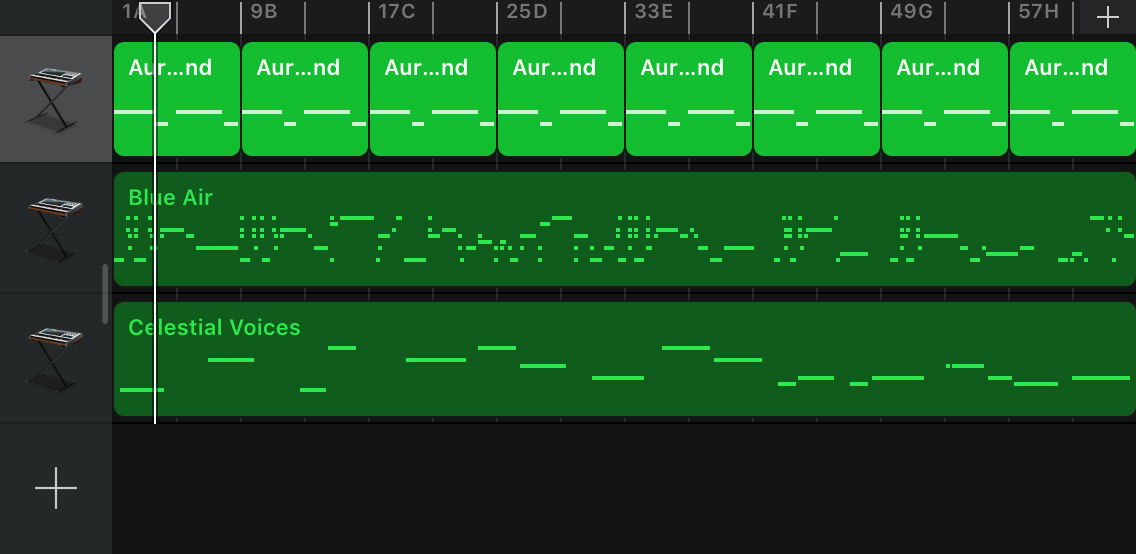 1A 9B 17C 25D 33E 41F 49G 57H
Aur...nd Aur...nd Aur...nd Aur...nd Aur...nd Aur...nd Aur...nd Aur...nd
Blue Air
Celestial Voices